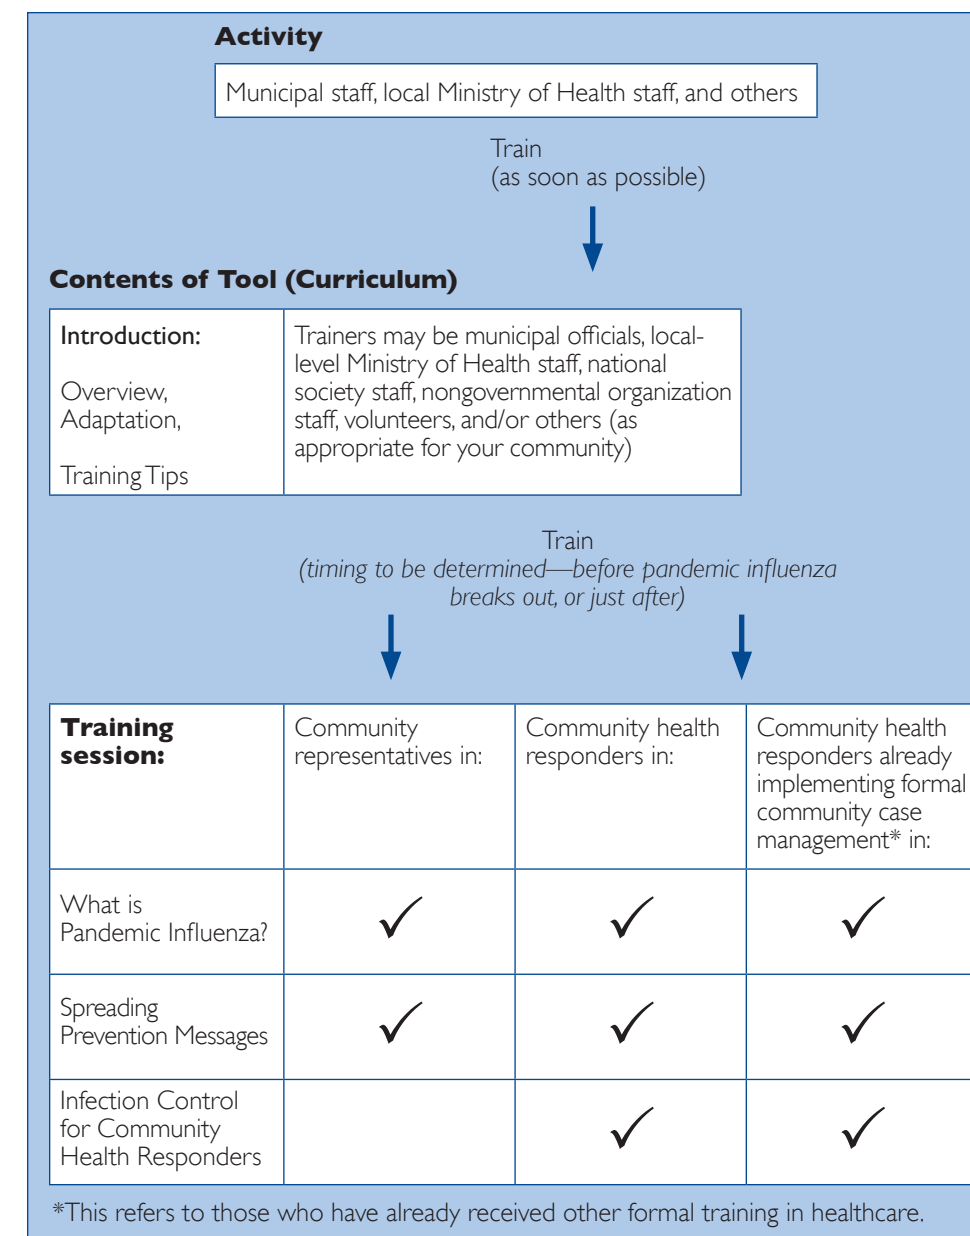 Activity
Municipal staff, local Ministry of Health staff, and others
Train
(as soon as possible)
Contents of Tool (Curriculum)
Introduction:
Overview,
Adaptation,
Training Tips
Trainers may be municipal officials, local-
level Ministry of Health staff, national
society staff, nongovernmental organization
staff, volunteers, and/or others (as
appropriate for your community)
Train
(timing to be determined—before pandemic influenza
breaks out, or just after)
Training
session:
Community
representatives in:
Community health
responders in:
Community health
responders already
implementing formal
community case
management* in:
What is
Pandemic Influenza?
✓ ✓ ✓
Spreading
Prevention Messages
✓ ✓ ✓
Infection Control
for Community
Health Responders
✓ ✓
*This refers to those who have already received other formal training in healthcare.